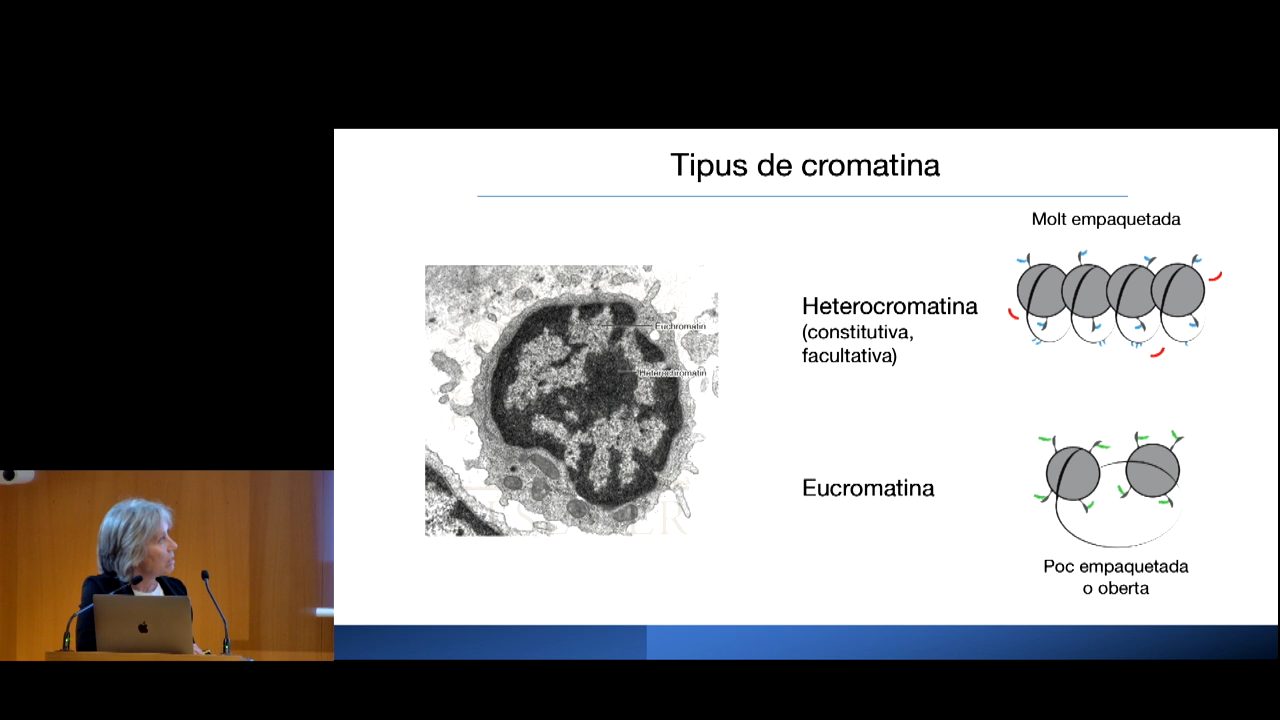 Tipus de cromatina
Molt empaquetada
Euchromatin
Heterochromatin
Heterocromatina
(constitutiva,
facultativa)
Eucromatina
Poc empaquetada
o oberta